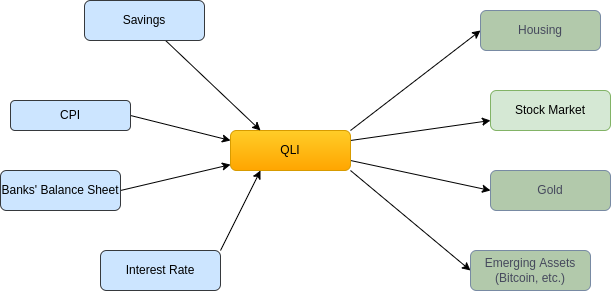 Savings
Housing
CPI
Stock Market
QLI
Banks' Balance Sheet
Gold
Interest Rate
Emerging Assets
(Bitcoin, etc.)